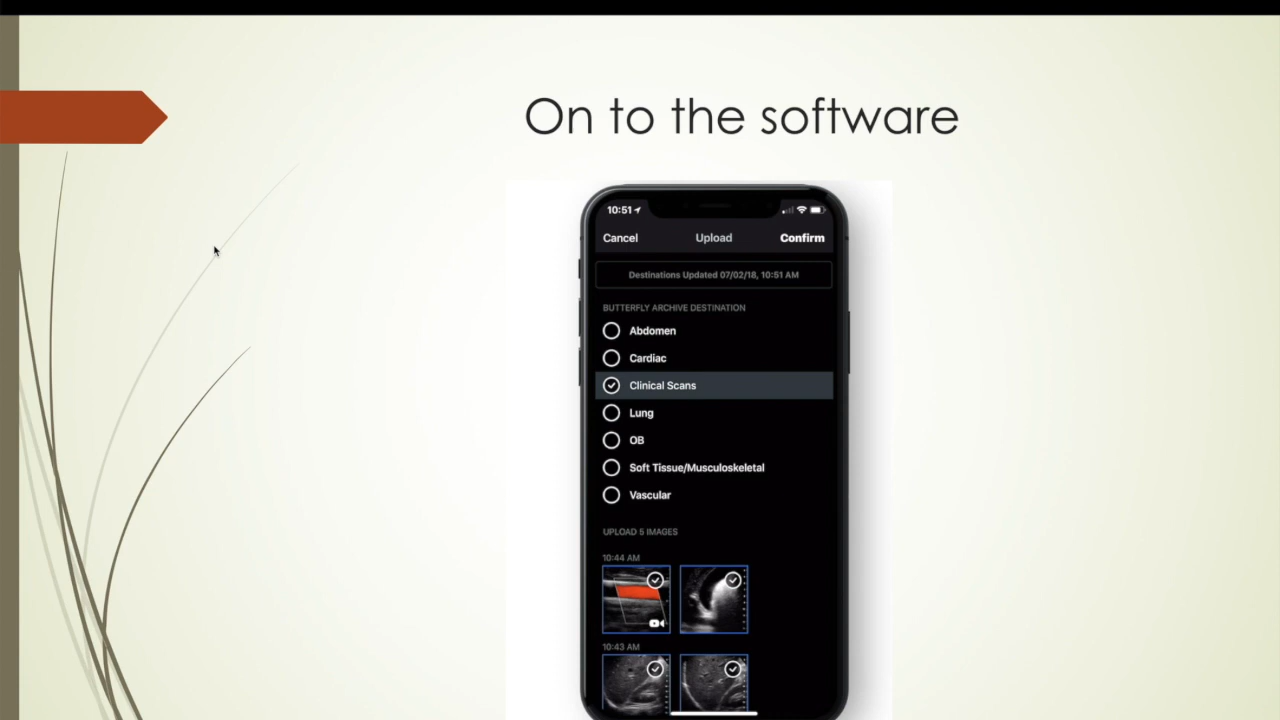 On to the software
10:51
Cancel Upload Confirm
Destinations Updated 07/02/18, 10:51 AM
BUTTERFLY ARCHIVE DESTINATION
Abdomen
Cardiac
Clinical Scans
Lung
OB
Soft Tissue/Musculoskeletal
Vascular
UPLOAD 5 IMAGES
10:44 AM
10:43 AM